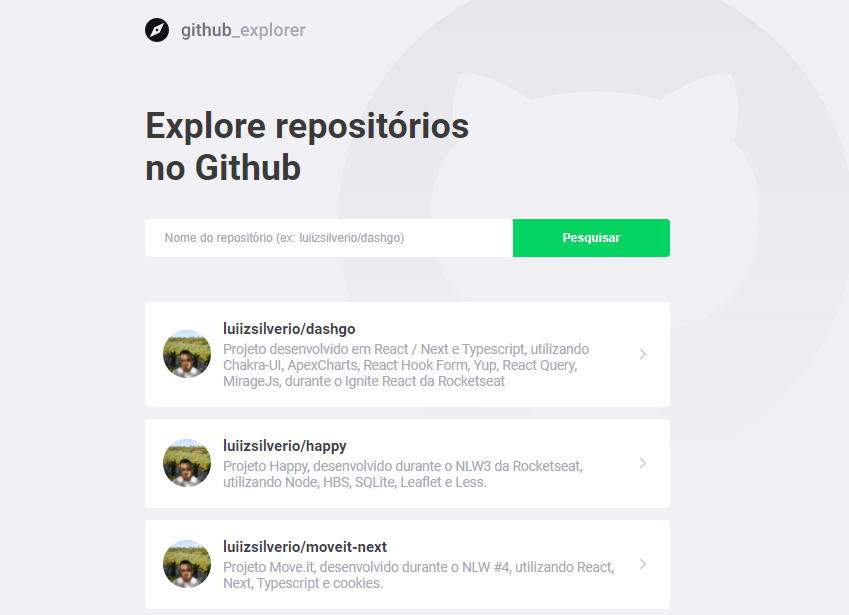 github_explorer
Explore repositórios
no Github
Nome do repositório (ex: luiizsilverio/dashgo)
Pesquisar
luiizsilverio/dashgo
Projeto desenvolvido em React / Next e Typescript, utilizando
Chakra-UI, ApexCharts, React Hook Form, Yup, React Query,
MirageJs, durante o Ignite React da Rocketseat
luiizsilverio/happy
Projeto Happy, desenvolvido durante o NLW3 da Rocketseat,
utilizando Node, HBS, SQLite, Leaflet e Less.
luiizsilverio/moveit-next
Projeto Move.it, desenvolvido durante o NLW #4, utilizando React,
Next, Typescript e cookies.